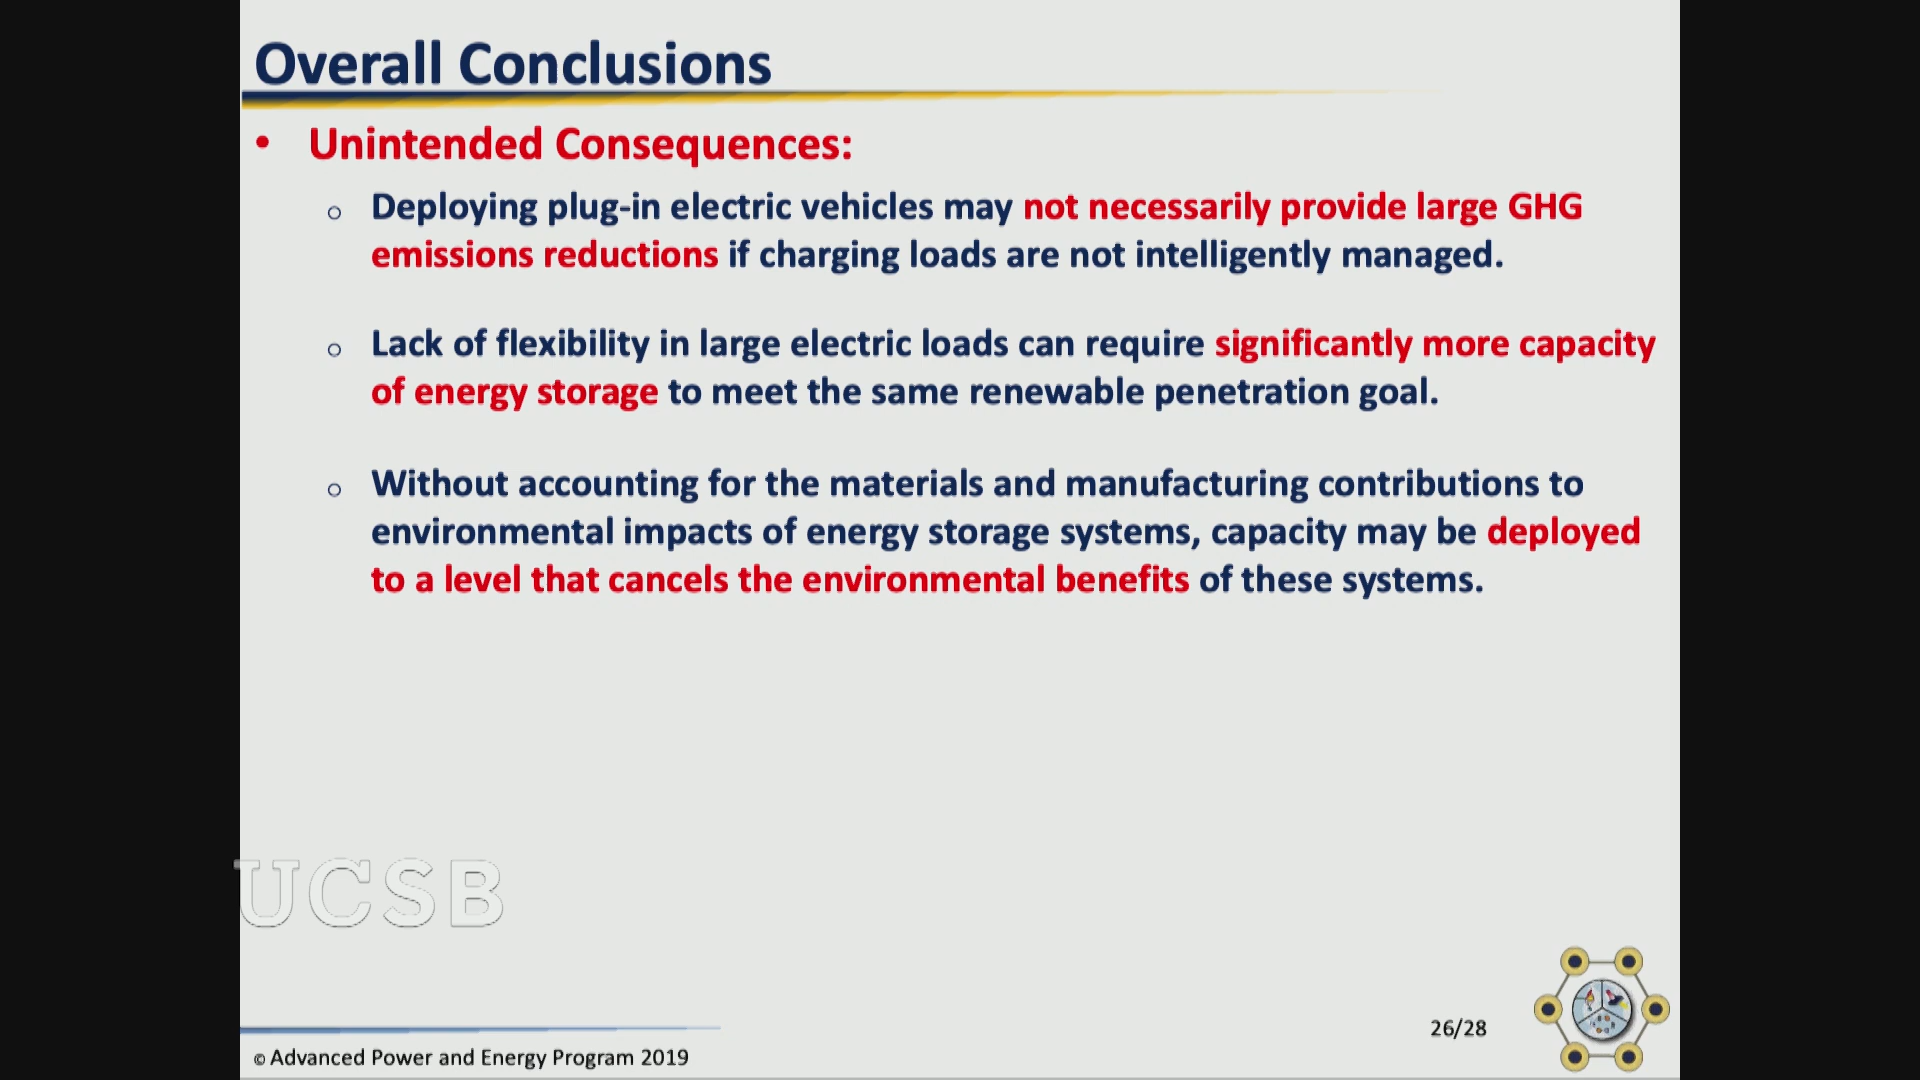 Overall Conclusions
• Unintended Consequences:
o Deploying plug-in electric vehicles may not necessarily provide large GHG
emissions reductions if charging loads are not intelligently managed.
o Lack of flexibility in large electric loads can require significantly more capacity
of energy storage to meet the same renewable penetration goal.
o Without accounting for the materials and manufacturing contributions to
environmental impacts of energy storage systems, capacity may be deployed
to a level that cancels the environmental benefits of these systems.
UCSB
26/28
© Advanced Power and Energy Program 2019